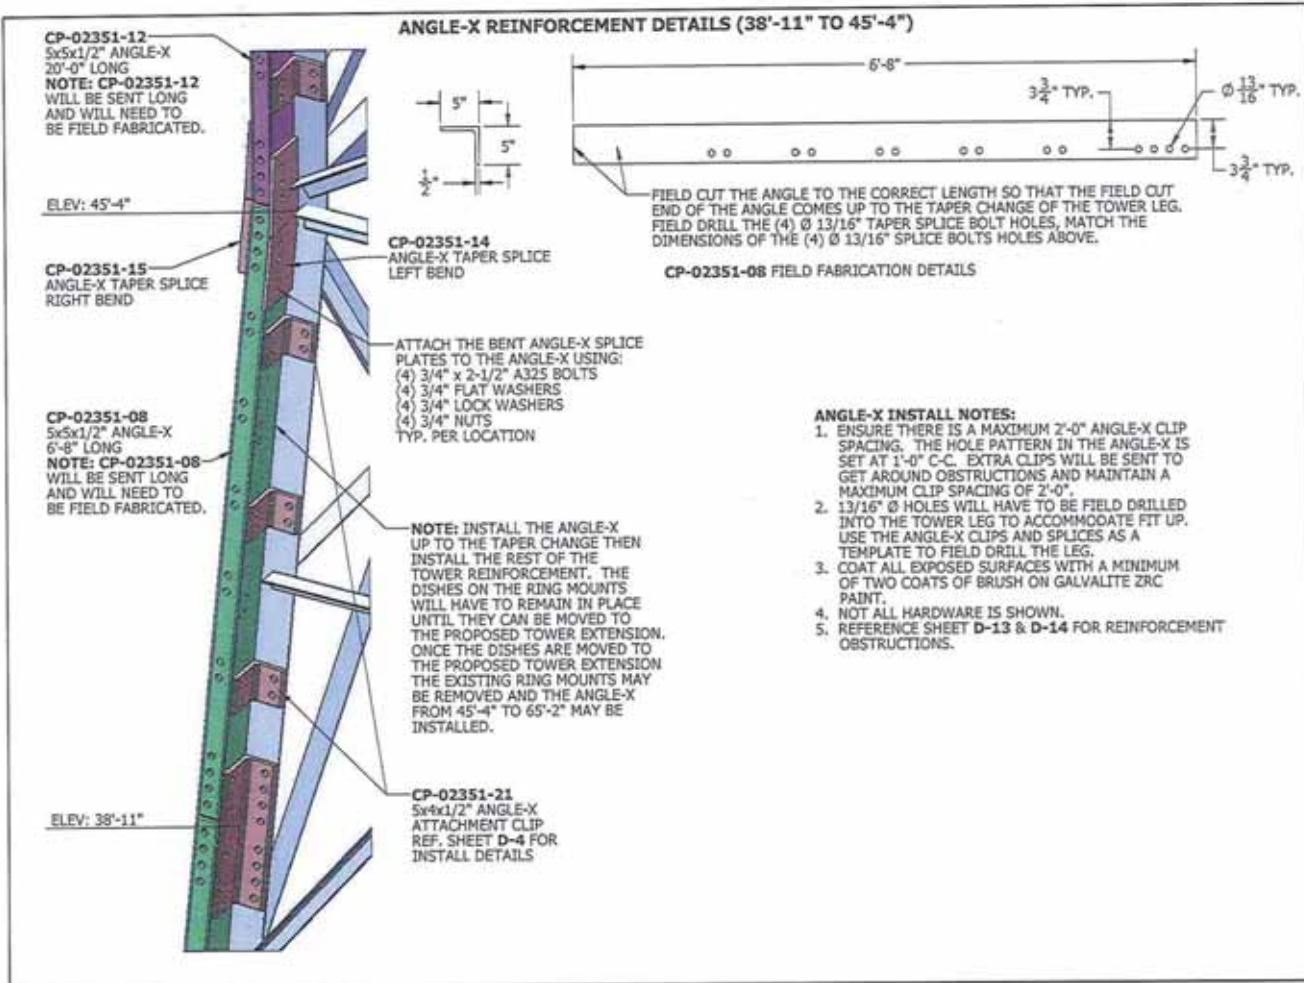 ANGLE-X REINFORCEMENT DETAILS (38'-11" TO 45'-4")
CP-02351-12
5x5x1/2" ANGLE-X
20'-0" LONG
NOTE: CP-02351-12
WILL BE SENT LONG
AND WILL NEED TO
BE FIELD FABRICATED.
ELEV: 45'-4"
CP-02351-15
ANGLE-X TAPER SPLICE
RIGHT BEND
CP-02351-08
5x5x1/2" ANGLE-X
6'-8" LONG
NOTE: CP-02351-08
WILL BE SENT LONG
AND WILL NEED TO
BE FIELD FABRICATED.
ELEV: 38'-11"
5"
5"
1/2"
CP-02351-14
ANGLE-X TAPER SPLICE
LEFT BEND
ATTACH THE BENT ANGLE-X SPLICE
PLATES TO THE ANGLE-X USING:
(4) 3/4" x 2-1/2" A325 BOLTS
(4) 3/4" FLAT WASHERS
(4) 3/4" LOCK WASHERS
(4) 3/4" NUTS
TYP. PER LOCATION
NOTE: INSTALL THE ANGLE-X
UP TO THE TAPER CHANGE THEN
INSTALL THE REST OF THE
TOWER REINFORCEMENT. THE
DISHES ON THE RING MOUNTS
WILL HAVE TO REMAIN IN PLACE
UNTIL THEY CAN BE MOVED TO
THE PROPOSED TOWER EXTENSION.
ONCE THE DISHES ARE MOVED TO
THE PROPOSED TOWER EXTENSION
THE EXISTING RING MOUNTS MAY
BE REMOVED AND THE ANGLE-X
FROM 45'-4" TO 65'-2" MAY BE
INSTALLED.
CP-02351-21
5x4x1/2" ANGLE-X
ATTACHMENT CLIP
REF. SHEET D-4 FOR
INSTALL DETAILS
6'-8"
3 3/4" TYP.
Ø 13/16" TYP.
3 3/4" TYP.
FIELD CUT THE ANGLE TO THE CORRECT LENGTH SO THAT THE FIELD CUT
END OF THE ANGLE COMES UP TO THE TAPER CHANGE OF THE TOWER LEG.
FIELD DRILL THE (4) Ø 13/16" TAPER SPLICE BOLT HOLES, MATCH THE
DIMENSIONS OF THE (4) Ø 13/16" SPLICE BOLTS HOLES ABOVE.
CP-02351-08 FIELD FABRICATION DETAILS
ANGLE-X INSTALL NOTES:
1. ENSURE THERE IS A MAXIMUM 2'-0" ANGLE-X CLIP
SPACING. THE HOLE PATTERN IN THE ANGLE-X IS
SET AT 1'-0" C-C. EXTRA CLIPS WILL BE SENT TO
GET AROUND OBSTRUCTIONS AND MAINTAIN A
MAXIMUM CLIP SPACING OF 2'-0".
2. 13/16" Ø HOLES WILL HAVE TO BE FIELD DRILLED
INTO THE TOWER LEG TO ACCOMMODATE FIT UP.
USE THE ANGLE-X CLIPS AND SPLICES AS A
TEMPLATE TO FIELD DRILL THE LEG.
3. COAT ALL EXPOSED SURFACES WITH A MINIMUM
OF TWO COATS OF BRUSH ON GALVALITE ZRC
PAINT.
4. NOT ALL HARDWARE IS SHOWN.
5. REFERENCE SHEET D-13 & D-14 FOR REINFORCEMENT
OBSTRUCTIONS.